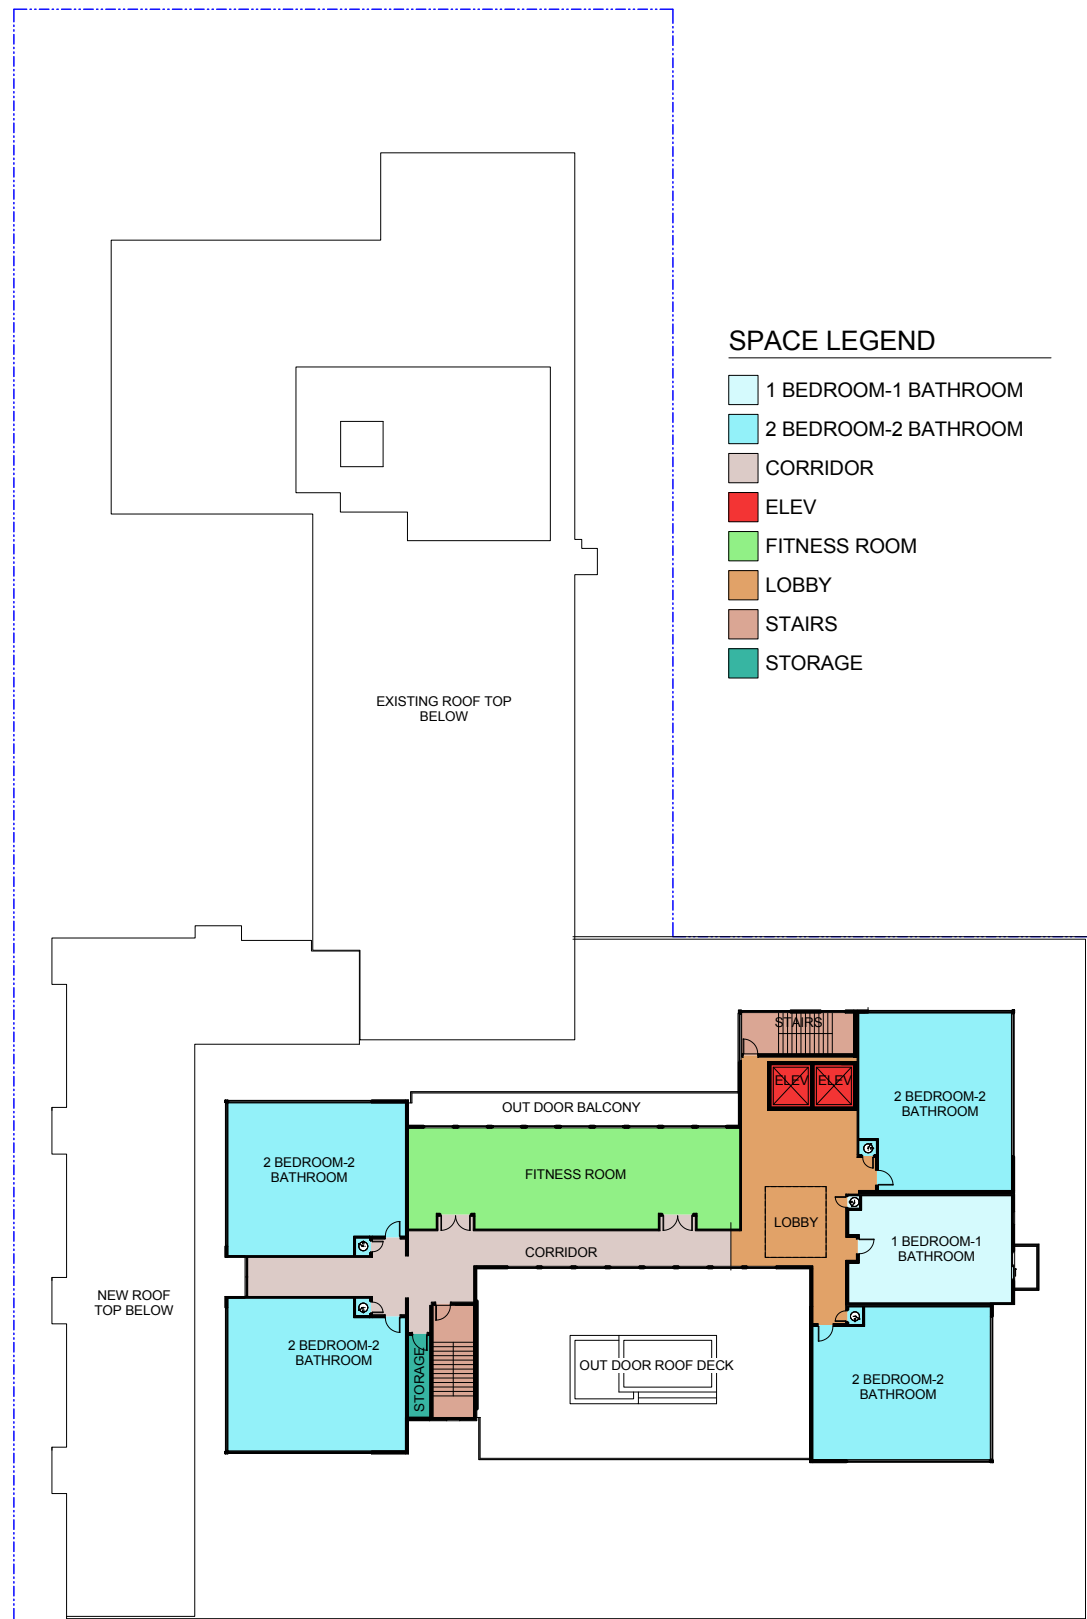 SPACE LEGEND
1 BEDROOM-1 BATHROOM
2 BEDROOM-2 BATHROOM
CORRIDOR
ELEV
FITNESS ROOM
LOBBY
STAIRS
STORAGE
EXISTING ROOF TOP
BELOW
STAIRS
ELEV
ELEV
2 BEDROOM-2
BATHROOM
OUT DOOR BALCONY
2 BEDROOM-2
BATHROOM
FITNESS ROOM
LOBBY
1 BEDROOM-1
BATHROOM
CORRIDOR
NEW ROOF
TOP BELOW
2 BEDROOM-2
BATHROOM
STORAGE
OUT DOOR ROOF DECK
2 BEDROOM-2
BATHROOM